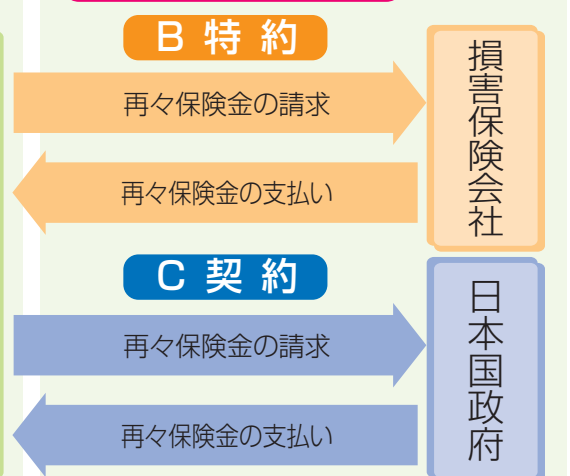 B 特 約
再々保険金の請求
再々保険金の支払い
損害保険会社
C 契 約
再々保険金の請求
再々保険金の支払い
日本国政府